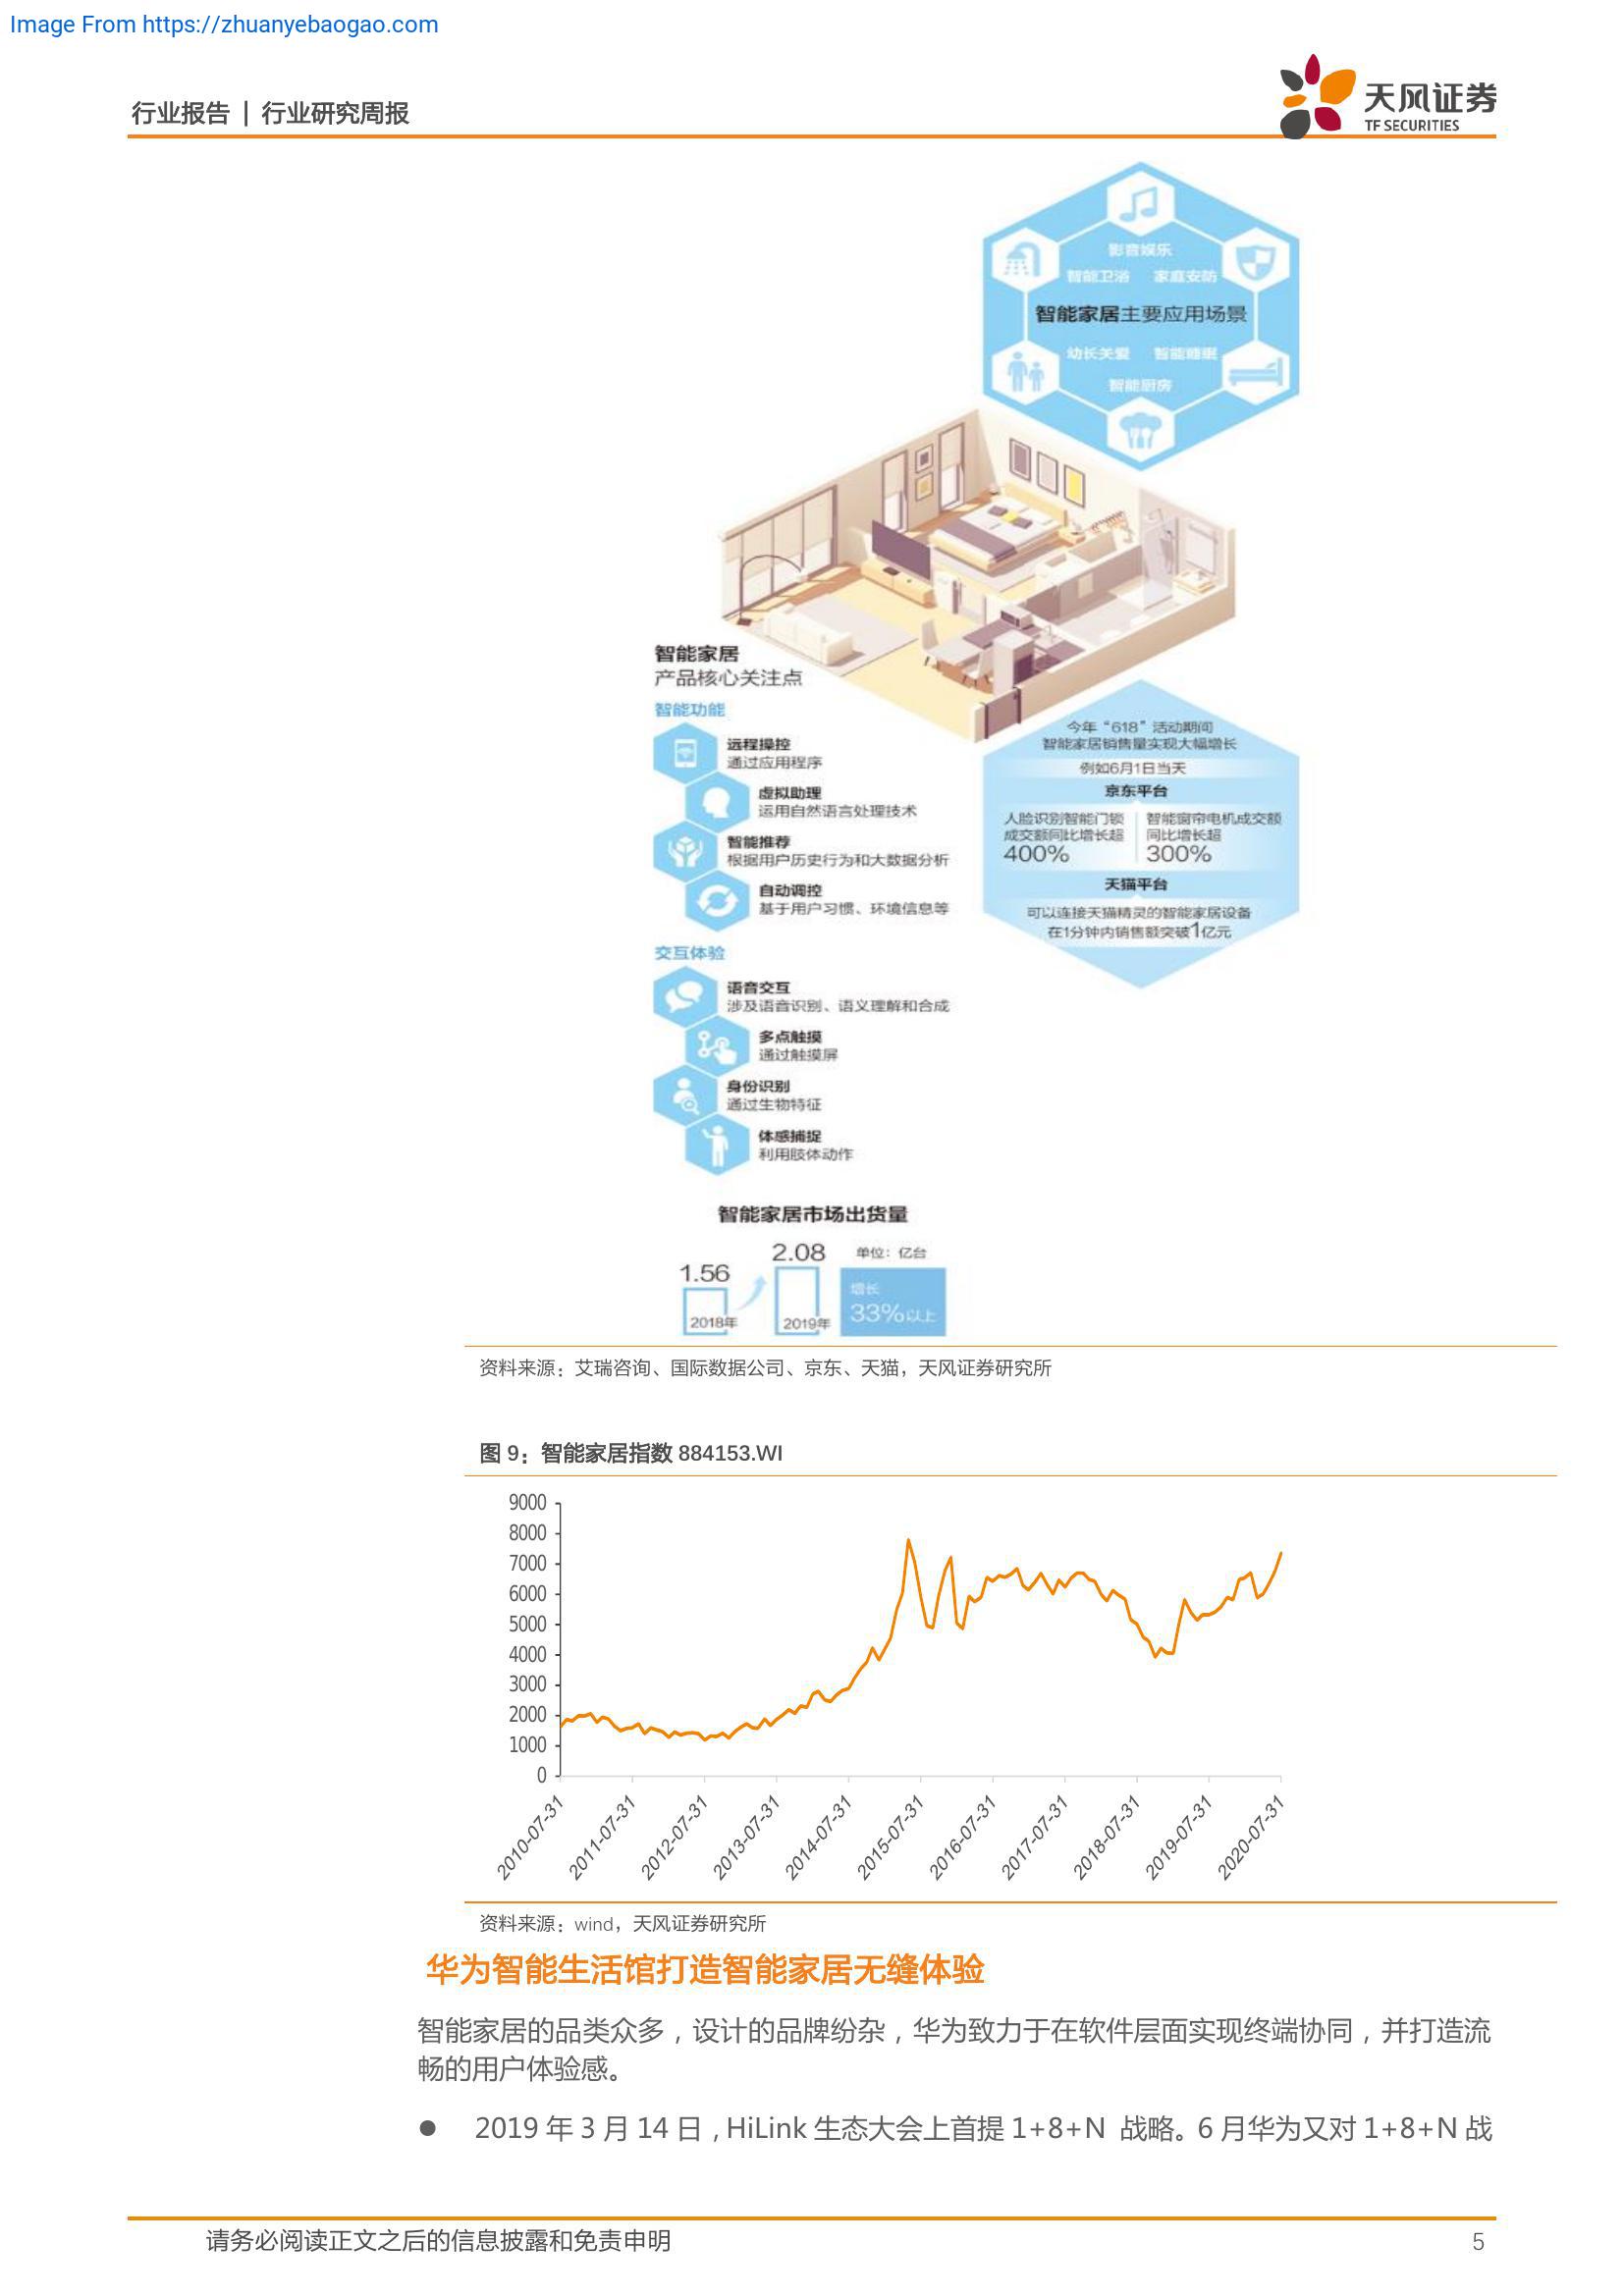 Image From https://zhuanyebaogao.com
行业报告 | 行业研究周报
天风证券
TF SECURITIES
影音娱乐
智能卫浴 家庭安防
智能家居主要应用场景
幼长关爱 智能睡眠
智能厨房
智能家居
产品核心关注点
智能功能
远程操控
通过应用程序
虚拟助理
运用自然语言处理技术
智能推荐
根据用户历史行为和大数据分析
自动调控
基于用户习惯、环境信息等
交互体验
语音交互
涉及语音识别、语义理解和合成
多点触摸
通过触摸屏
身份识别
通过生物特征
体感捕捉
利用肢体动作
今年“618”活动期间
智能家居销售量实现大幅增长
例如6月1日当天
京东平台
人脸识别智能门锁
成交额同比增长超
400%
智能窗帘电机成交额
同比增长超
300%
天猫平台
可以连接天猫精灵的智能家居设备
在1分钟内销售额突破1亿元
智能家居市场出货量
单位：亿台
1.56
2018年
2.08
2019年
增长
33%以上
资料来源：艾瑞咨询、国际数据公司、京东、天猫，天风证券研究所
图 9：智能家居指数 884153.WI
9000
8000
7000
6000
5000
4000
3000
2000
1000
0
2010-07-31
2011-07-31
2012-07-31
2013-07-31
2014-07-31
2015-07-31
2016-07-31
2017-07-31
2018-07-31
2019-07-31
2020-07-31
资料来源：wind，天风证券研究所
华为智能生活馆打造智能家居无缝体验
智能家居的品类众多，设计的品牌纷杂，华为致力于在软件层面实现终端协同，并打造流
畅的用户体验感。
● 2019 年 3 月 14 日，HiLink 生态大会上首提 1+8+N 战略。6 月华为又对 1+8+N 战
请务必阅读正文之后的信息披露和免责申明
5